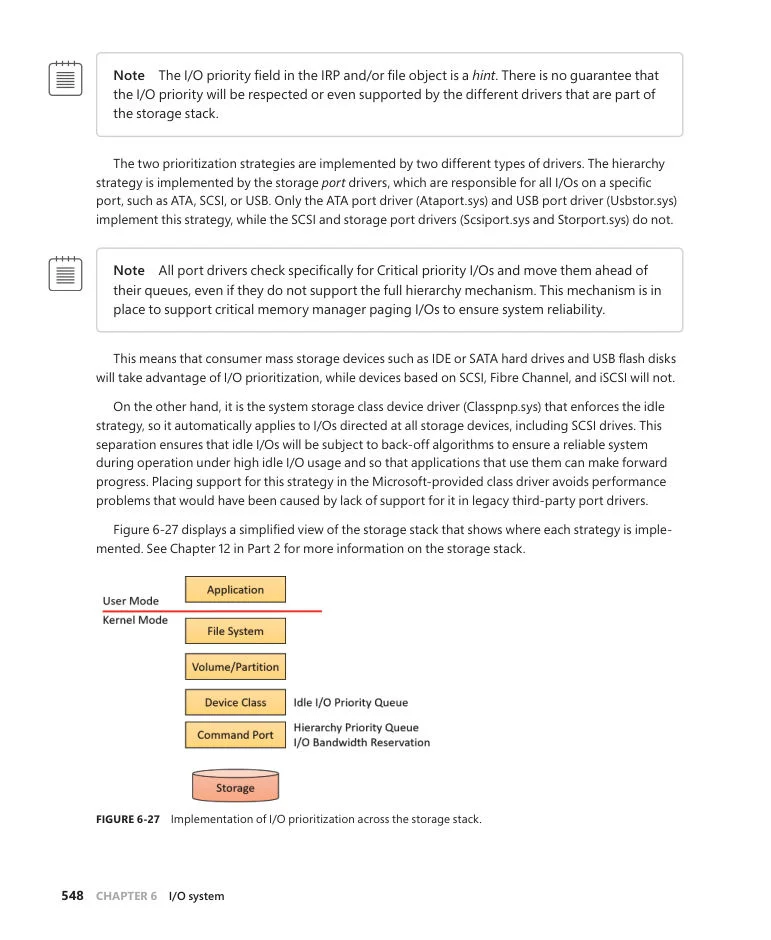 Note The I/O priority field in the IRP and/or file object is a hint. There is no guarantee that
the I/O priority will be respected or even supported by the different drivers that are part of
the storage stack.
The two prioritization strategies are implemented by two different types of drivers. The hierarchy
strategy is implemented by the storage port drivers, which are responsible for all I/Os on a specific
port, such as ATA, SCSI, or USB. Only the ATA port driver (Ataport.sys) and USB port driver (Usbstor.sys)
implement this strategy, while the SCSI and storage port drivers (Scsiport.sys and Storport.sys) do not.
Note All port drivers check specifically for Critical priority I/Os and move them ahead of
their queues, even if they do not support the full hierarchy mechanism. This mechanism is in
place to support critical memory manager paging I/Os to ensure system reliability.
This means that consumer mass storage devices such as IDE or SATA hard drives and USB flash disks
will take advantage of I/O prioritization, while devices based on SCSI, Fibre Channel, and iSCSI will not.
On the other hand, it is the system storage class device driver (Classpnp.sys) that enforces the idle
strategy, so it automatically applies to I/Os directed at all storage devices, including SCSI drives. This
separation ensures that idle I/Os will be subject to back-off algorithms to ensure a reliable system
during operation under high idle I/O usage and so that applications that use them can make forward
progress. Placing support for this strategy in the Microsoft-provided class driver avoids performance
problems that would have been caused by lack of support for it in legacy third-party port drivers.
Figure 6-27 displays a simplified view of the storage stack that shows where each strategy is imple-
mented. See Chapter 12 in Part 2 for more information on the storage stack.
Application
User Mode
Kernel Mode
File System
Volume/Partition
Device Class Idle I/O Priority Queue
Command Port
Hierarchy Priority Queue
I/O Bandwidth Reservation
Storage
FIGURE 6-27 Implementation of I/O prioritization across the storage stack.
548 CHAPTER 6 I/O system